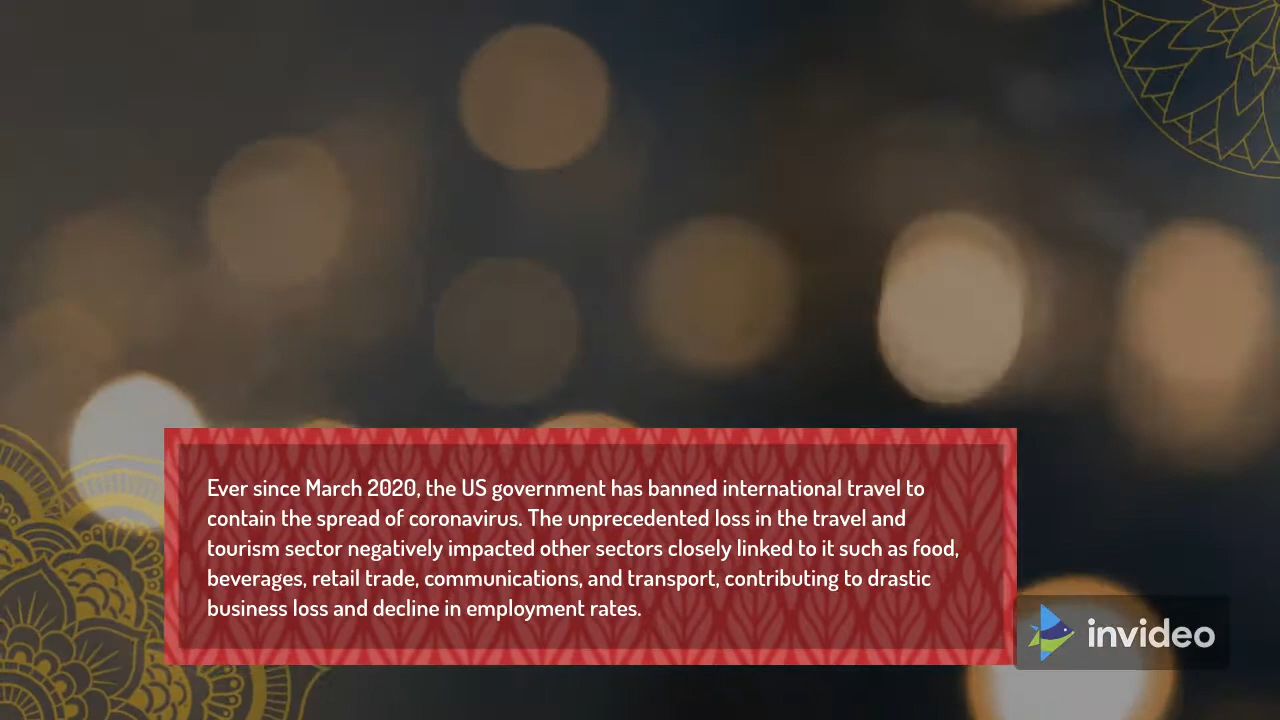 Ever since March 2020, the US government has banned international travel to
contain the spread of coronavirus. The unprecedented loss in the travel and
tourism sector negatively impacted other sectors closely linked to it such as food,
beverages, retail trade, communications, and transport, contributing to drastic
business loss and decline in employment rates.
invideo